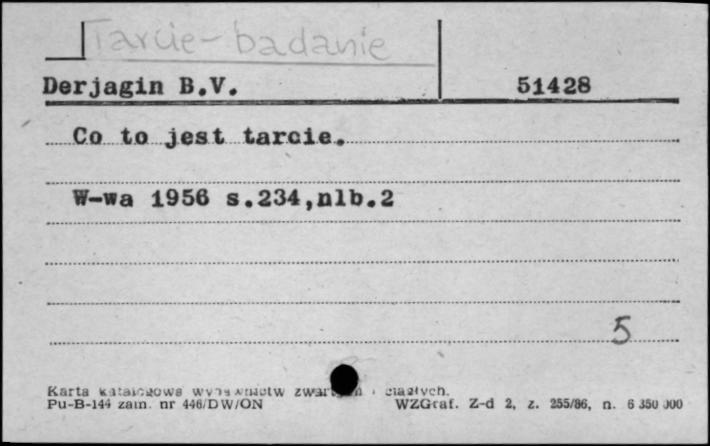 Tarcie - badanie
Derjagin B.V. 51428
Co to jest tarcie.
W-wa 1956 s.234,nlb.2
5
Karta katalogowa wydawnictw zwartych i ciągłych.
Pu-B-144 zam. nr 446/DW/ON WZGraf. Z-d 2, z. 255/86, n. 6 350 000